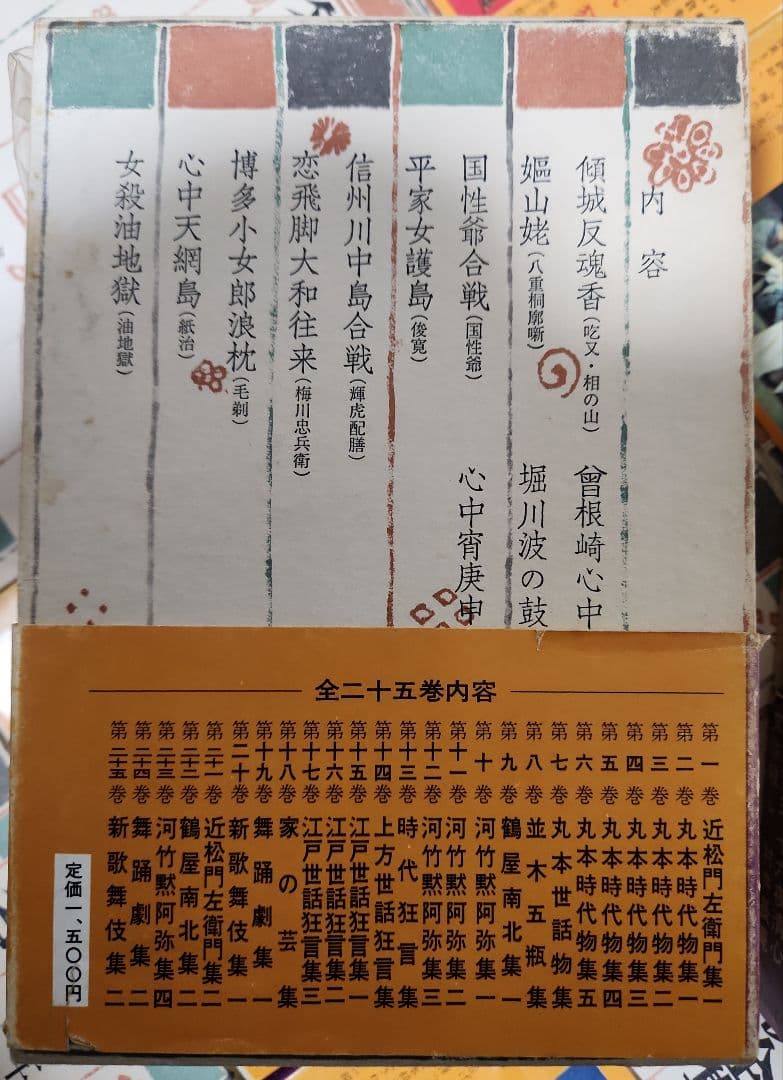 内容
傾城反魂香(吃又・相の山)
曾根崎心中
嫗山姥(八重桐廓噺)
堀川波の鼓
国性爺合戦(国性爺)
心中宵庚申
平家女護島(俊寛)
信州川中島合戦(輝虎配膳)
恋飛脚大和往来(梅川忠兵衛)
博多小女郎浪枕(毛剃)
心中天網島(紙治)
女殺油地獄(油地獄)
全二十五巻内容
第一巻 近松門左衛門集一
第二巻 丸本時代物集一
第三巻 丸本時代物集二
第四巻 丸本時代物集三
第五巻 丸本時代物集四
第六巻 丸本時代物集五
第七巻 丸本世話物集
第八巻 並木五瓶集
第九巻 鶴屋南北集一
第十巻 河竹黙阿弥集一
第十一巻 河竹黙阿弥集二
第十二巻 河竹黙阿弥集三
第十三巻 時代狂言集
第十四巻 上方世話狂言集
第十五巻 江戸世話狂言集一
第十六巻 江戸世話狂言集二
第十七巻 江戸世話狂言集三
第十八巻 家の芸集
第十九巻 舞踊劇集一
第二十巻 新歌舞伎集一
第二十一巻 近松門左衛門集二
第二十二巻 鶴屋南北集二
第二十三巻 河竹黙阿弥集四
第二十四巻 舞踊劇集二
第二十五巻 新歌舞伎集二
定価一、五〇〇円